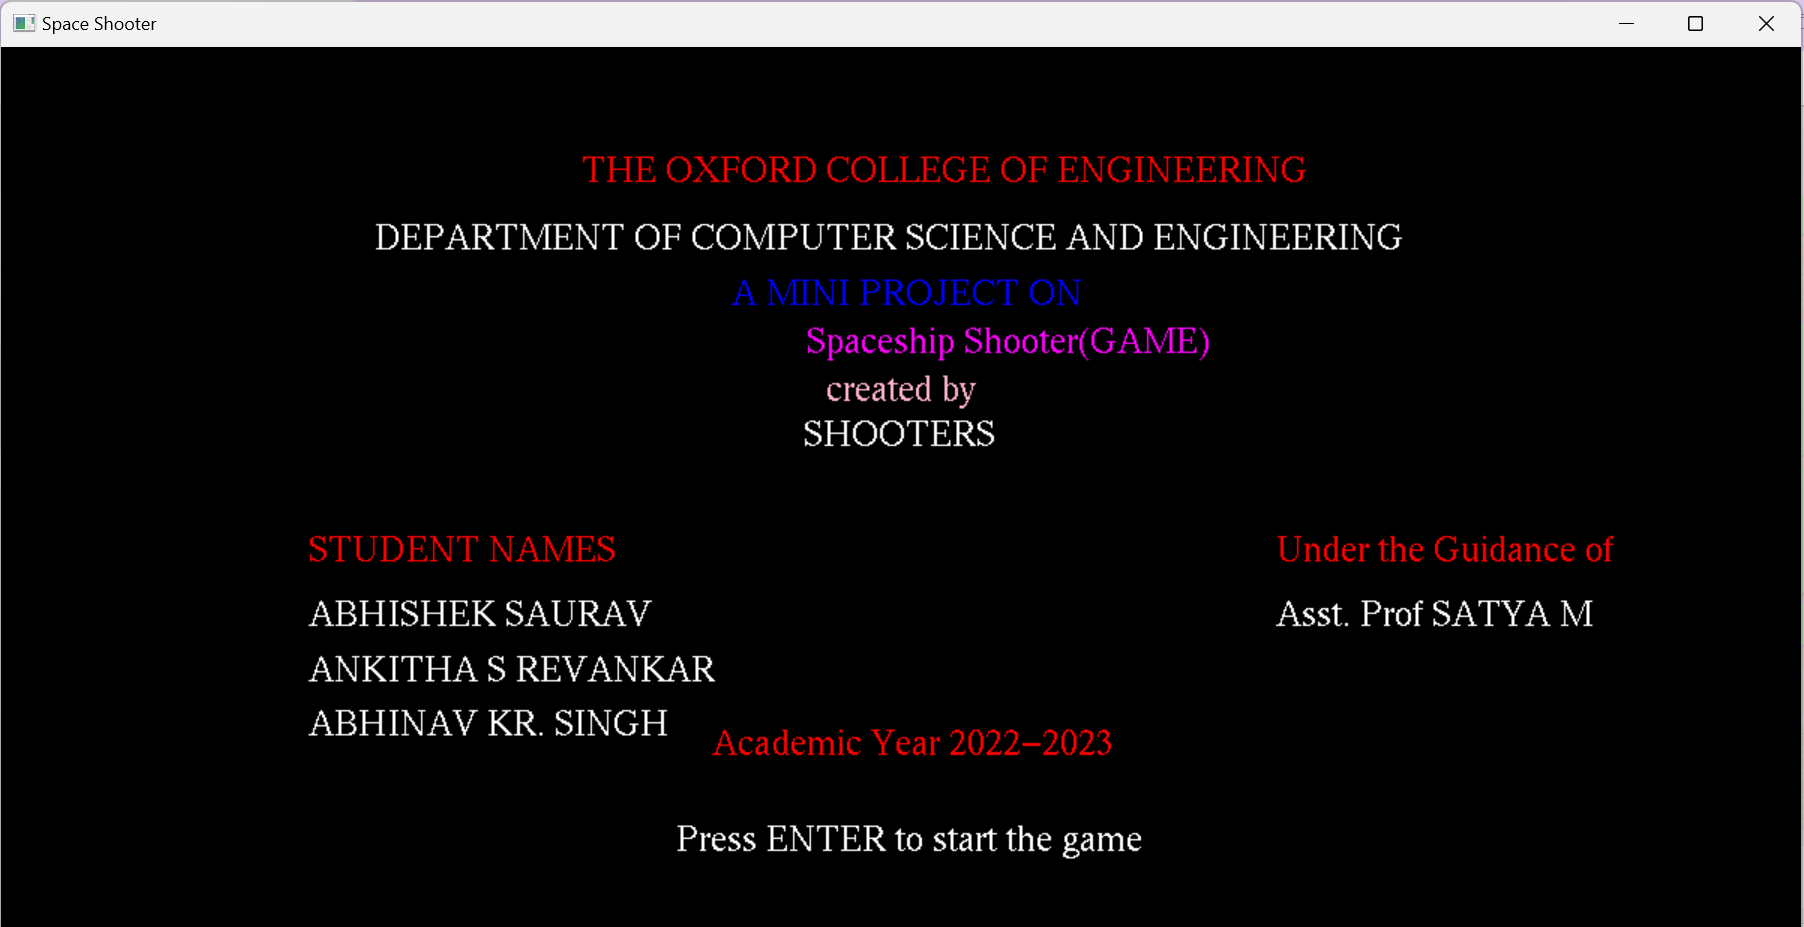 Space Shooter
THE OXFORD COLLEGE OF ENGINEERING
DEPARTMENT OF COMPUTER SCIENCE AND ENGINEERING
A MINI PROJECT ON
Spaceship Shooter(GAME)
created by
SHOOTERS
STUDENT NAMES
ABHISHEK SAURAV
ANKITHA S REVANKAR
ABHINAV KR. SINGH
Under the Guidance of
Asst. Prof SATYA M
Academic Year 2022-2023
Press ENTER to start the game